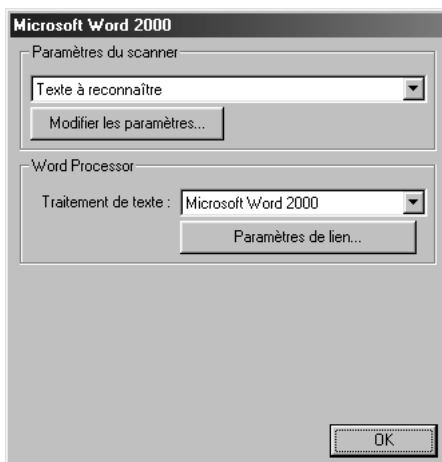 Microsoft Word 2000
Paramètres du scanner
Texte à reconnaître
Modifier les paramètres...
Word Processor
Traitement de texte : Microsoft Word 2000
Paramètres de lien...
OK